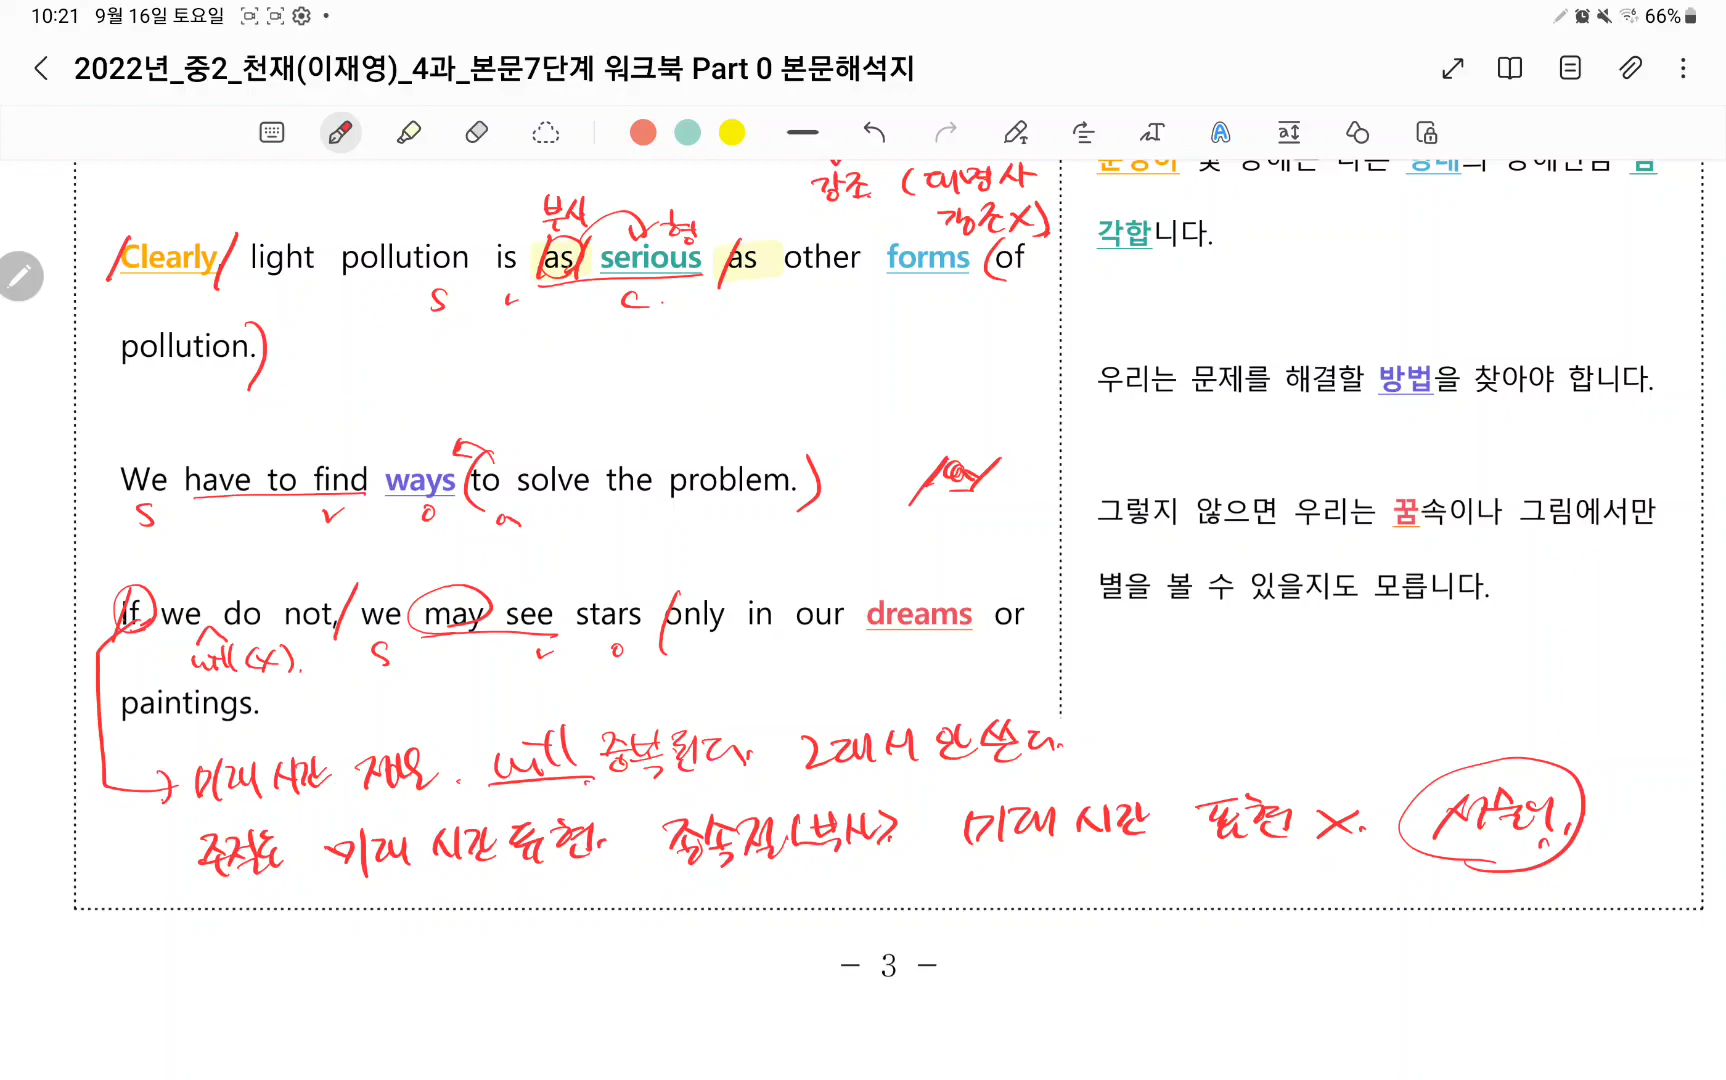 10:21 9월 16일 토요일
66%
2022년_중2_천재(이재영)_4과_본문7단계 워크북 Part 0 본문해석지
강조 (대명사
강조X)
부사
형
Clearly, light pollution is as serious as other forms of
S v C.
pollution.
We have to find ways to solve the problem.
S v o
If we do not, we may see stars only in our dreams or
will (X). S v o
paintings.
→ 미래 시간 will 중복된다. 그래서 안 쓴다.
주절도 미래 시간 표현. 종속절(부사) 미래 시간 표현 X.
각합니다.
우리는 문제를 해결할 방법을 찾아야 합니다.
그렇지 않으면 우리는 꿈속이나 그림에서만
별을 볼 수 있을지도 모릅니다.
- 3 -